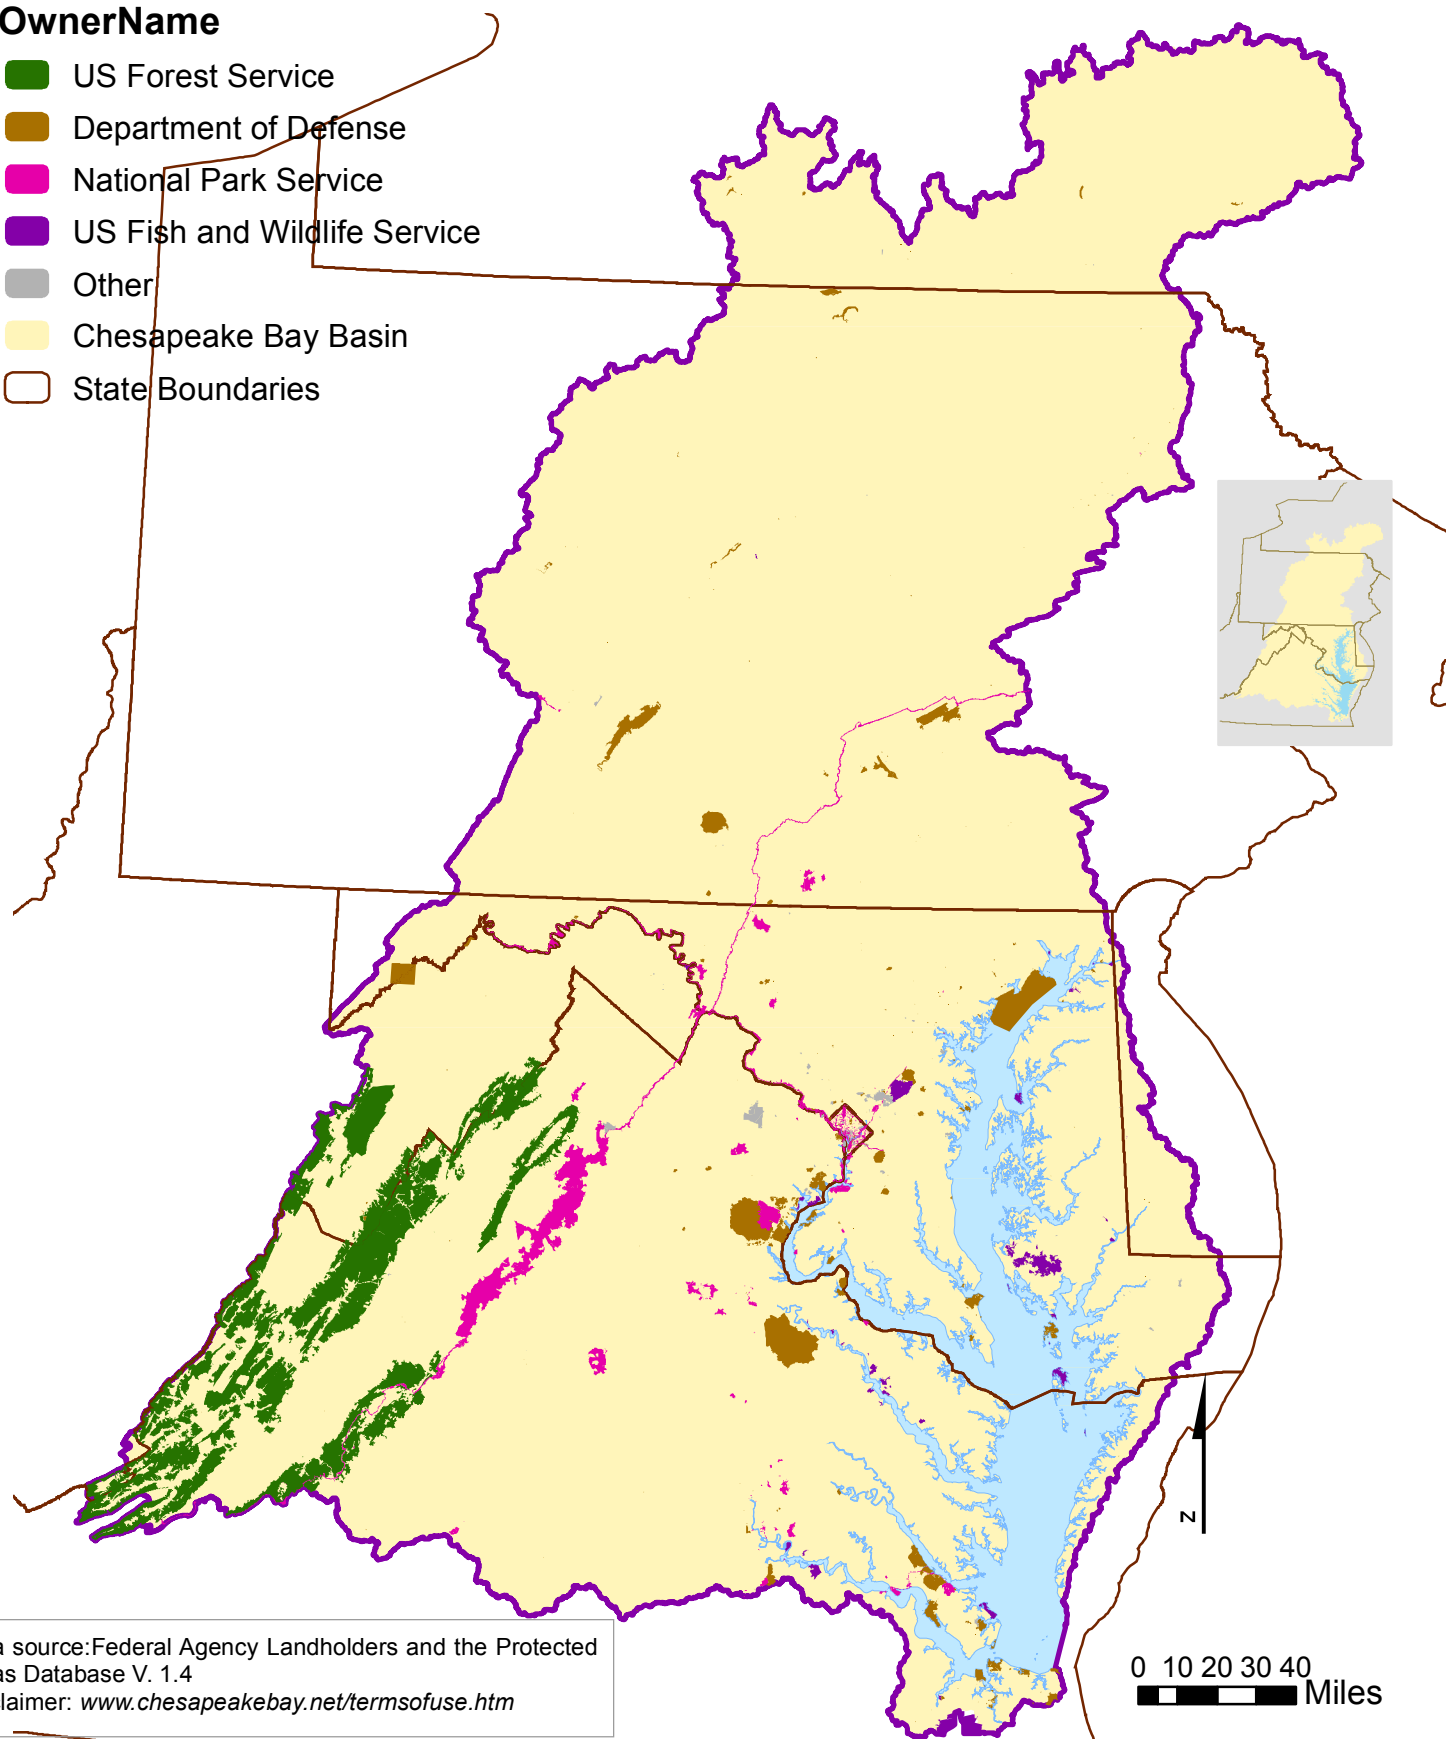 OwnerName
US Forest Service
Department of Defense
National Park Service
US Fish and Wildlife Service
Other
Chesapeake Bay Basin
State Boundaries
N
0 10 20 30 40
Miles
a source:Federal Agency Landholders and the Protected
as Database V. 1.4
claimer: www.chesapeakebay.net/termsofuse.htm